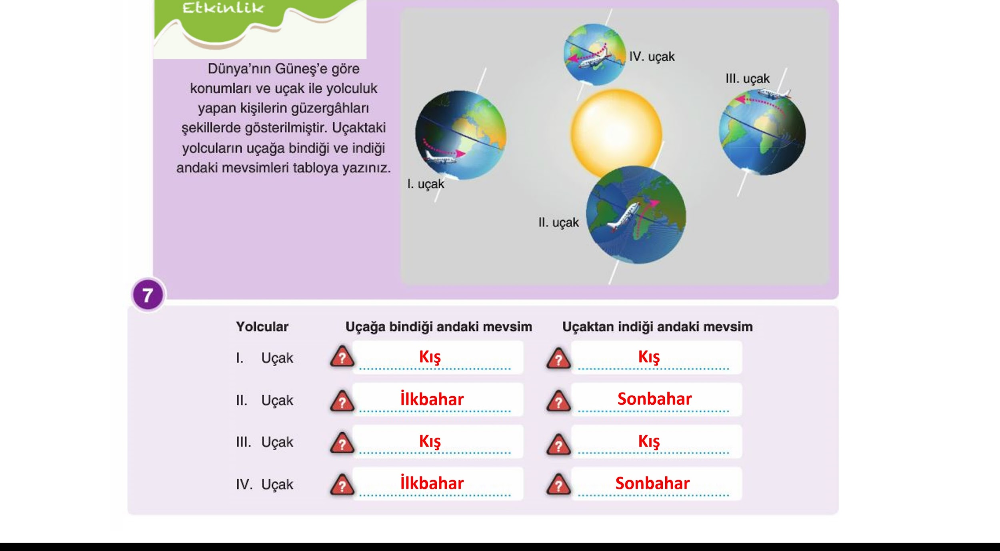 Etkinlik
Dünya’nın Güneş’e göre
konumları ve uçak ile yolculuk
yapan kişilerin güzergâhları
şekillerde gösterilmiştir. Uçaktaki
yolcuların uçağa bindiği ve indiği
andaki mevsimleri tabloya yazınız.
IV. uçak
III. uçak
I. uçak
II. uçak
7
Yolcular Uçağa bindiği andaki mevsim Uçaktan indiği andaki mevsim
I. Uçak ? Kış ? Kış
II. Uçak ? İlkbahar ? Sonbahar
III. Uçak ? Kış ? Kış
IV. Uçak ? İlkbahar ? Sonbahar